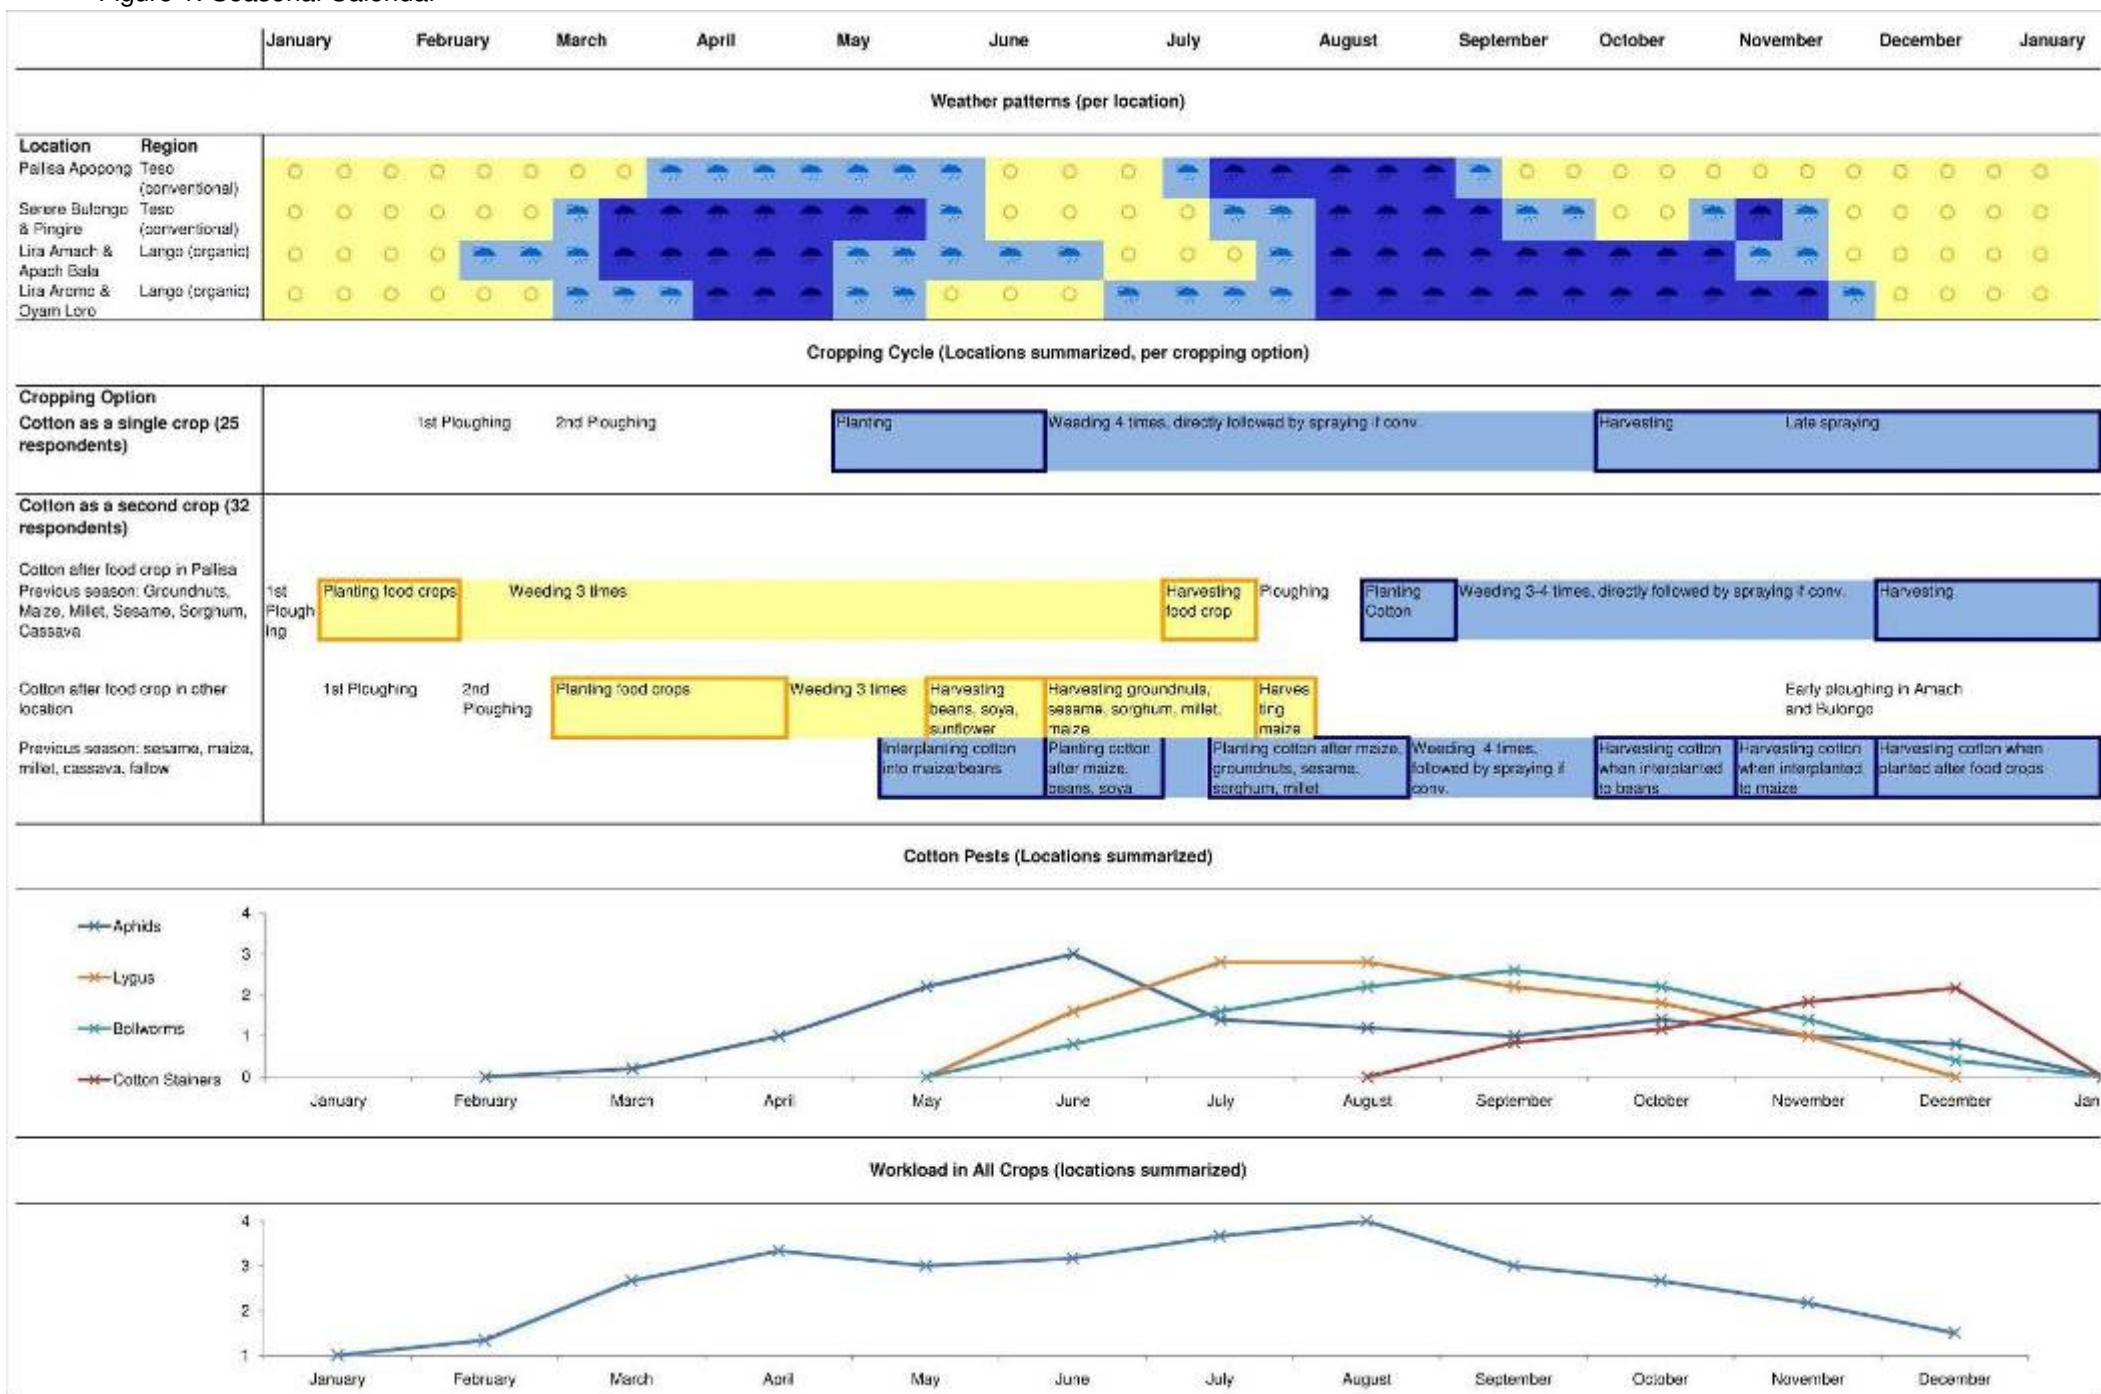 January February March April May June July August September October November December January
Weather patterns (per location)
Location Region
Pallisa Apopong Teso
(conventional)
Serere Bulongo Teso
& Pingire (conventional)
Lira Amach & Lango (organic)
Apach Bala
Lira Aromo & Lango (organic)
Oyam Loro
Cropping Cycle (Locations summarized, per cropping option)
Cropping Option
Cotton as a single crop (25
respondents)
1st Ploughing 2nd Ploughing Planting Weeding 4 times, directly followed by spraying if conv. Harvesting Late spraying
Cotton as a second crop (32
respondents)
Cotton after food crop in Pallisa
Previous season: Groundnuts,
Maize, Millet, Sesame, Sorghum,
Cassava
1st
Plough
ing
Planting food crops Weeding 3 times
Harvesting
food crop
Ploughing
Planting
Cotton
Weeding 3-4 times, directly followed by spraying if conv. Harvesting
Cotton after food crop in other
location
1st Ploughing
2nd
Ploughing
Planting food crops Weeding 3 times
Harvesting
beans, soya,
sunflower
Harvesting groundnuts,
sesame, sorghum, millet,
maize
Harves
ting
maize
Early ploughing in Amach
and Bulongo
Previous season: sesame, maize,
millet, cassava, fallow
Interplanting cotton
into maize/beans
Planting cotton
after maize,
beans, soya
Planting cotton after maize,
groundnuts, sesame,
sorghum, millet
Weeding 4 times,
followed by spraying if
conv.
Harvesting cotton
when interplanted
to beans
Harvesting cotton
when interplanted
to maize
Harvesting cotton when
planted after food crops
Cotton Pests (Locations summarized)
Aphids
Lygus
Bollworms
Cotton Stainers
4
3
2
1
0
January February March April May June July August September October November December Jan
Workload in All Crops (locations summarized)
4
3
2
1
January February March April May June July August September October November December